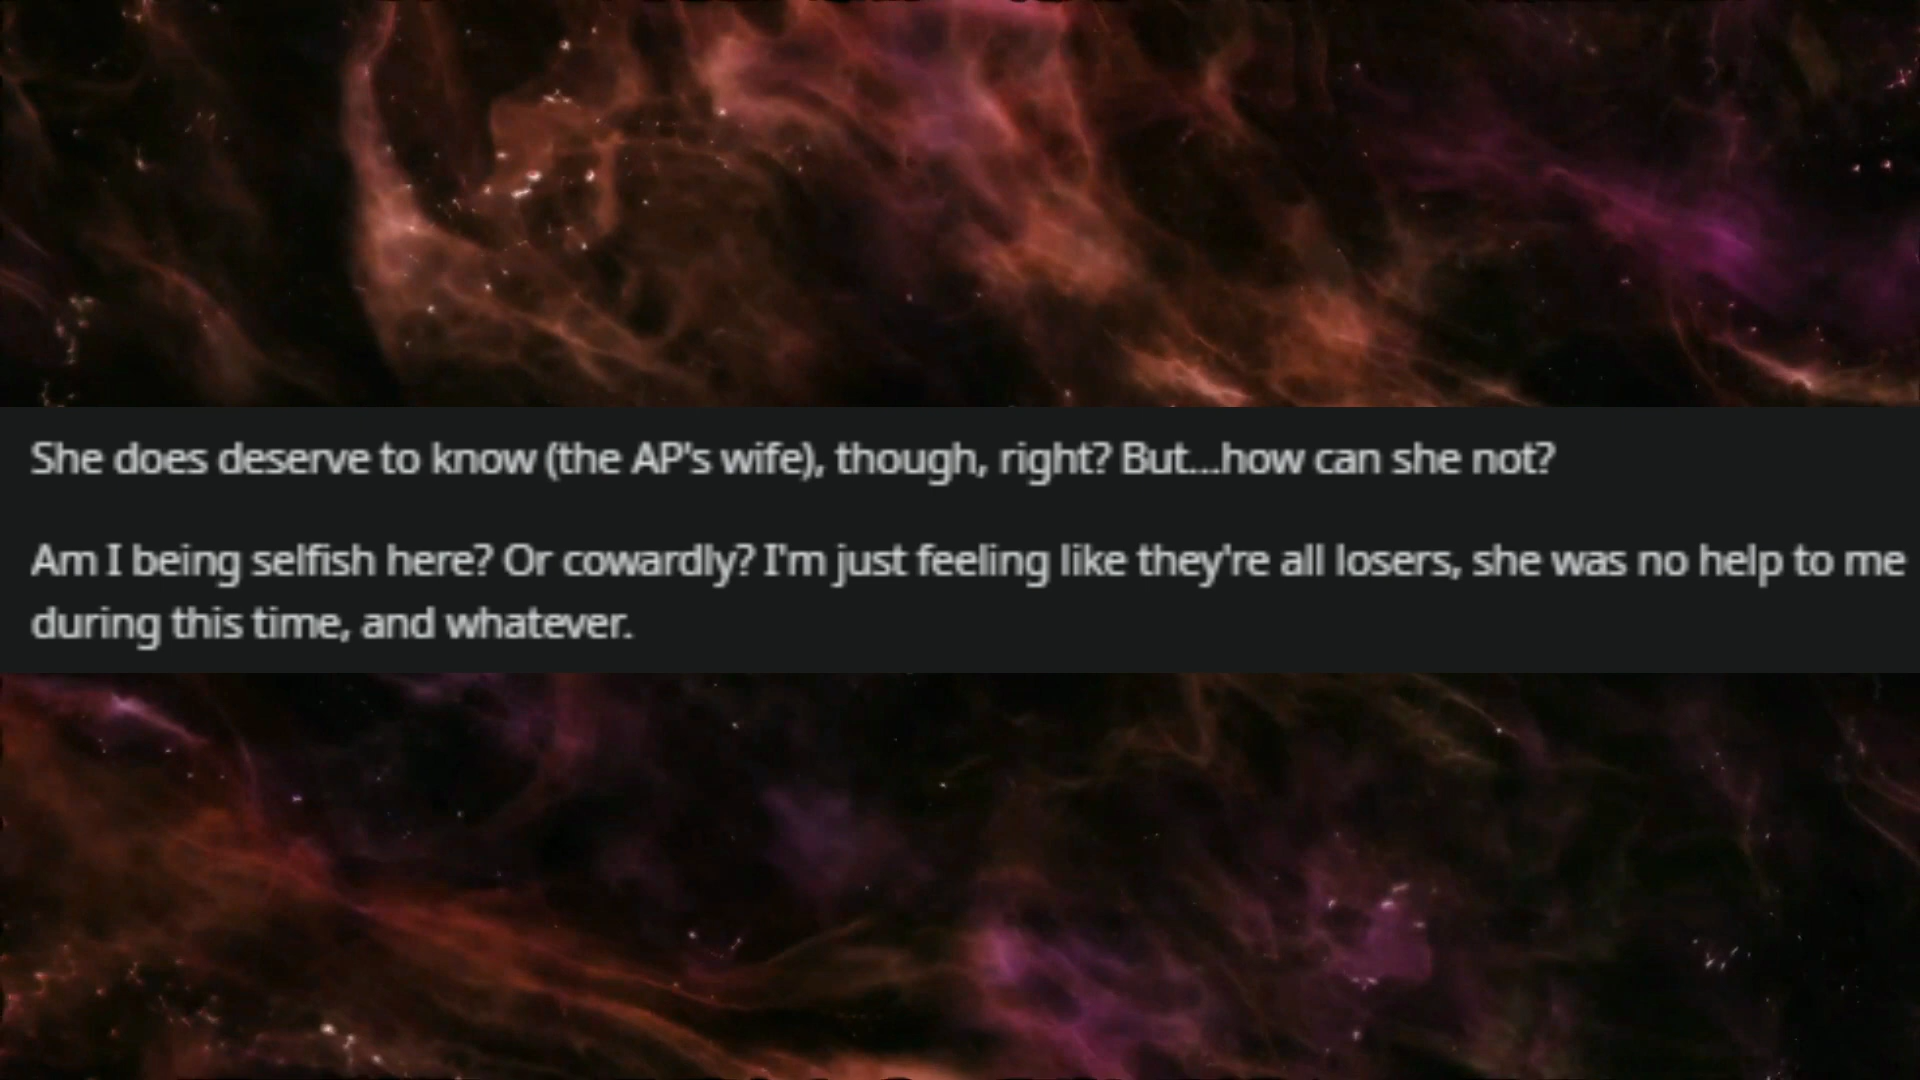 She does deserve to know (the AP's wife), though, right? But...how can she not?
Am I being selfish here? Or cowardly? I'm just feeling like they're all losers, she was no help to me
during this time, and whatever.